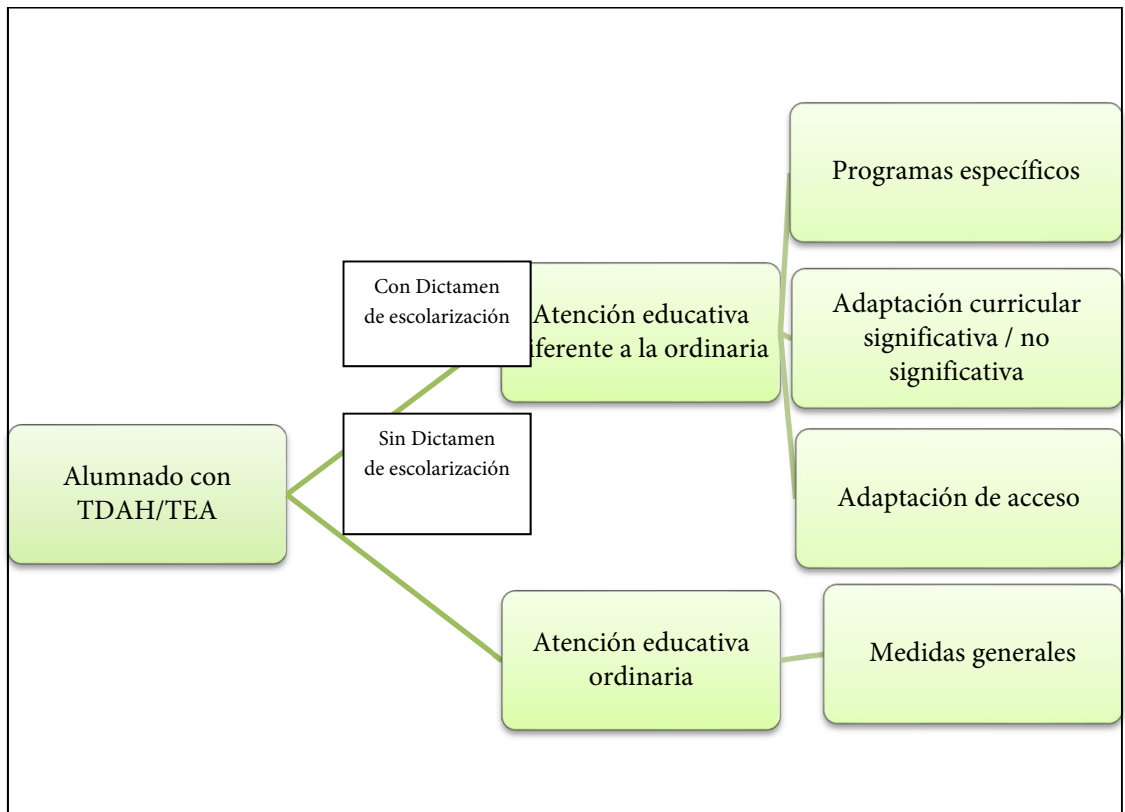 Alumnado con
TDAH/TEA
Con Dictamen
de escolarización
Sin Dictamen
de escolarización
Atención educativa
iferente a la ordinaria
Programas específicos
Adaptación curricular
significativa / no
significativa
Adaptación de acceso
Atención educativa
ordinaria
Medidas generales